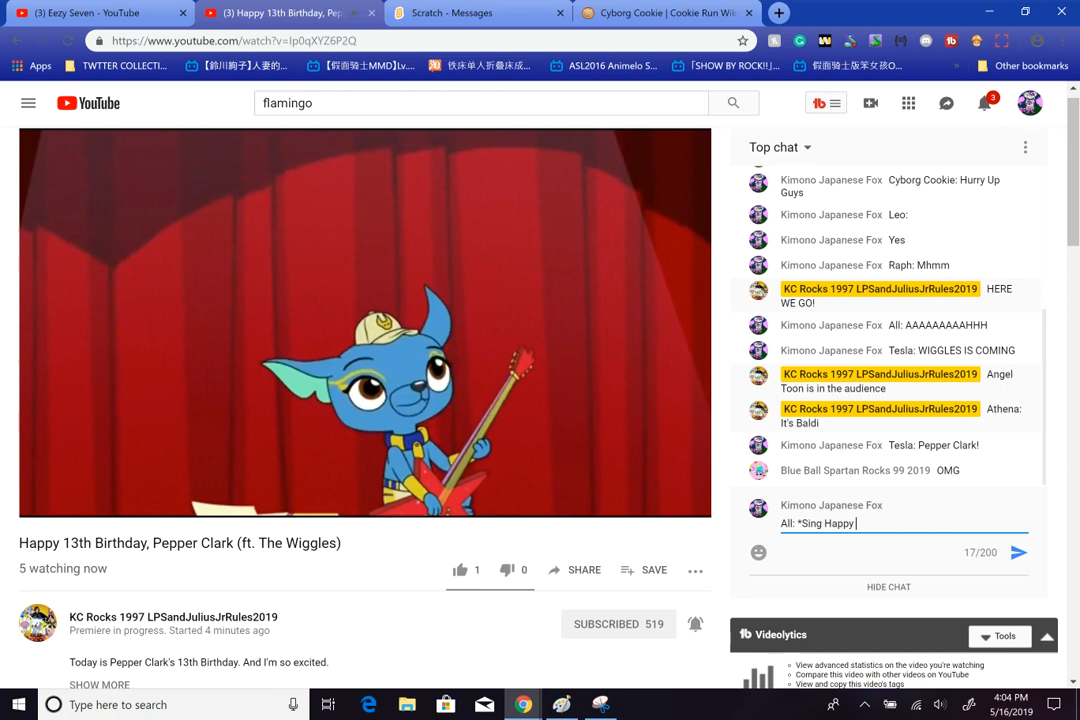 (3) Eezy Seven - YouTube
(3) Happy 13th Birthday, Pep
Scratch - Messages
Cyborg Cookie | Cookie Run Wik
https://www.youtube.com/watch?v=Ip0qXYZ6P2Q
Apps
TWTTER COLLECTI...
【鈴川絢子】人妻的...
【假面骑士MMD】Lv....
铁床单人折叠床成...
ASL2016 Animelo S...
「SHOW BY ROCK!!」...
假面骑士版笨女孩O...
Other bookmarks
YouTube
flamingo
3
Top chat
Kimono Japanese Fox Cyborg Cookie: Hurry Up
Guys
Kimono Japanese Fox Leo:
Kimono Japanese Fox Yes
Kimono Japanese Fox Raph: Mhmm
KC Rocks 1997 LPSandJuliusJrRules2019 HERE
WE GO!
Kimono Japanese Fox All: AAAAAAAAAHHH
Kimono Japanese Fox Tesla: WIGGLES IS COMING
KC Rocks 1997 LPSandJuliusJrRules2019 Angel
Toon is in the audience
KC Rocks 1997 LPSandJuliusJrRules2019 Athena:
It's Baldi
Kimono Japanese Fox Tesla: Pepper Clark!
Blue Ball Spartan Rocks 99 2019 OMG
Kimono Japanese Fox
All: *Sing Happy
17/200
HIDE CHAT
Happy 13th Birthday, Pepper Clark (ft. The Wiggles)
5 watching now
1
0
SHARE
SAVE
KC Rocks 1997 LPSandJuliusJrRules2019
Premiere in progress. Started 4 minutes ago
SUBSCRIBED 519
Today is Pepper Clark's 13th Birthday. And I'm so excited.
SHOW MORE
tb Videolytics
Tools
View advanced statistics on the video you're watching
Compare this video with other videos on YouTube
View and copy this video's tags
Type here to search
4:04 PM
5/16/2019